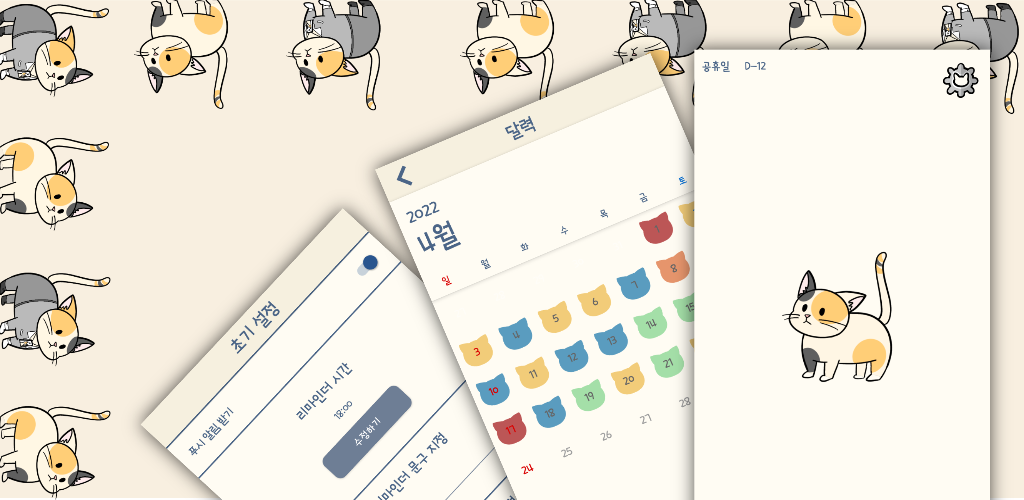 공휴일 D-12
달력
2022
4월
일 월 화 수 목 금 토
1
3 4 5 6 7 8
10 11 12 13 14 15
17 18 19 20 21
24 25 26 27 28
초기 설정
푸시 알림 받기
리마인더 시간
18:00
수정하기
리마인더 문구 지정